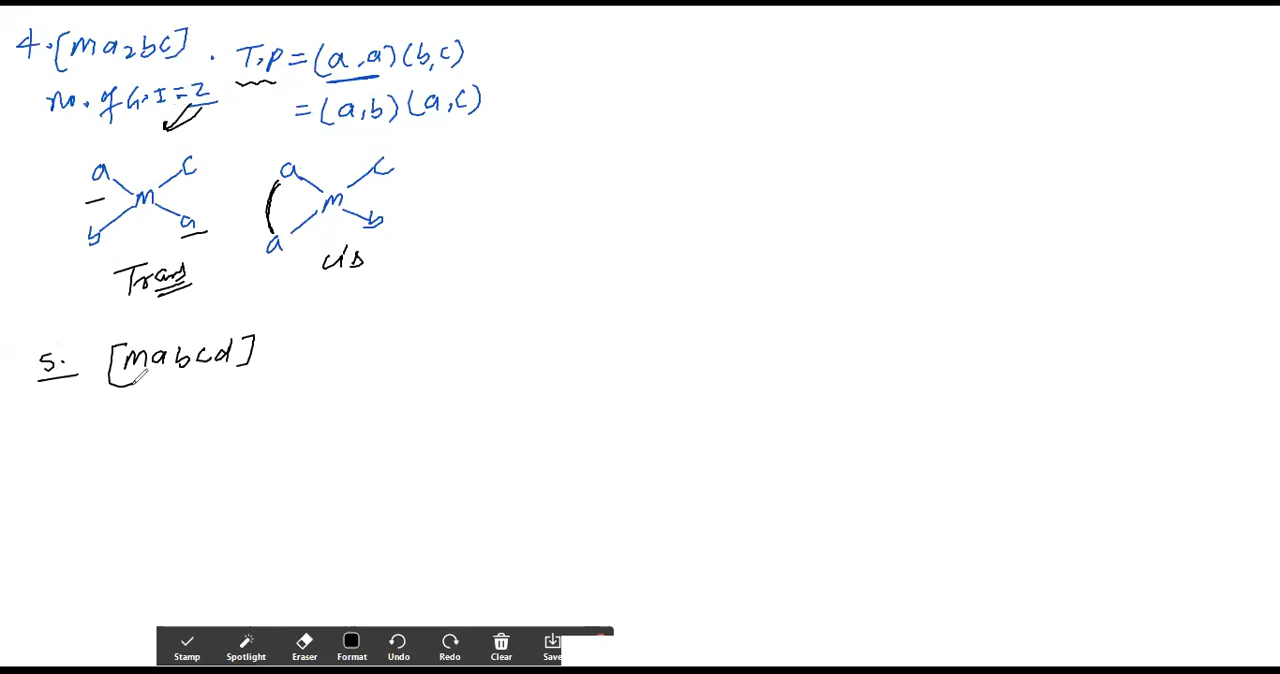 4. [Ma2bc] . T.P = (a,a)(b,c)
no. of G.I = 2 = (a,b)(a,c)
a c a c
M M
b a a b
Trans cis
5. [Mabcd]
Stamp Spotlight Eraser Format Undo Redo Clear Save